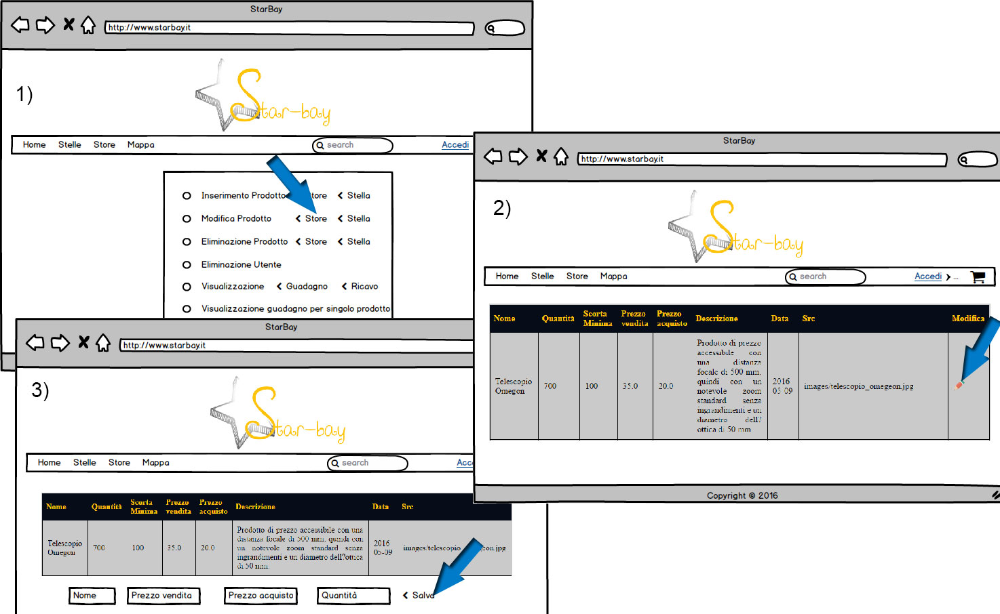 StarBay
http://www.starbay.it
1)
Star-bay
Home Stelle Store Mappa search Accedi
Inserimento Prodotto Store Stella
Modifica Prodotto Store Stella
Eliminazione Prodotto Store Stella
Eliminazione Utente
Visualizzazione Guadagno Ricavo
Visualizzazione guadagno per singolo prodotto
StarBay
http://www.starbay.it
2)
Star-bay
Home Stelle Store Mappa search Accedi ...
Nome Quantità Scorta Minima Prezzo vendita Prezzo acquisto Descrizione Data Src Modifica
Telescopio Omegon 700 100 35.0 20.0
Prodotto di prezzo
accessibile con
una distanza
focale di 500 mm,
quindi con un
notevole zoom
standard senza
ingrandimenti e un
diametro dell?
ottica di 50 mm
2016
05-09
images/telescopio_omegeon.jpg
Copyright © 2016
StarBay
http://www.starbay.it
3)
Star-bay
Home Stelle Store Mappa search
Nome Quantità Scorta Minima Prezzo vendita Prezzo acquisto Descrizione Data Src
Telescopio Omegon 700 100 35.0 20.0
Prodotto di prezzo accessibile con una
distanza focale di 500 mm, quindi con
un notevole zoom standard senza
ingrandimenti e un diametro dell?ottica
di 50 mm.
2016
05-09
Nome Prezzo vendita Prezzo acquisto Quantità Salva